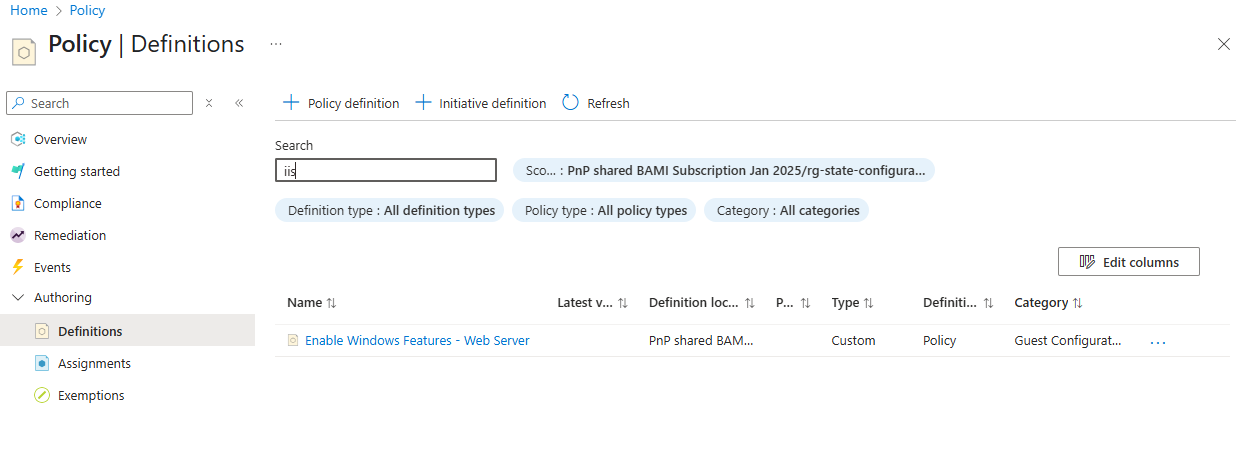 Home > Policy
Policy | Definitions ...
Search
Overview
Getting started
Compliance
Remediation
Events
Authoring
Definitions
Assignments
Exemptions
Policy definition
Initiative definition
Refresh
Search
iis
Sco... : PnP shared BAMI Subscription Jan 2025/rg-state-configura...
Definition type : All definition types
Policy type : All policy types
Category : All categories
Edit columns
Name Latest v... Definition loc... P... Type Definiti... Category
Enable Windows Features - Web Server PnP shared BAM... Custom Policy Guest Configurat... ...